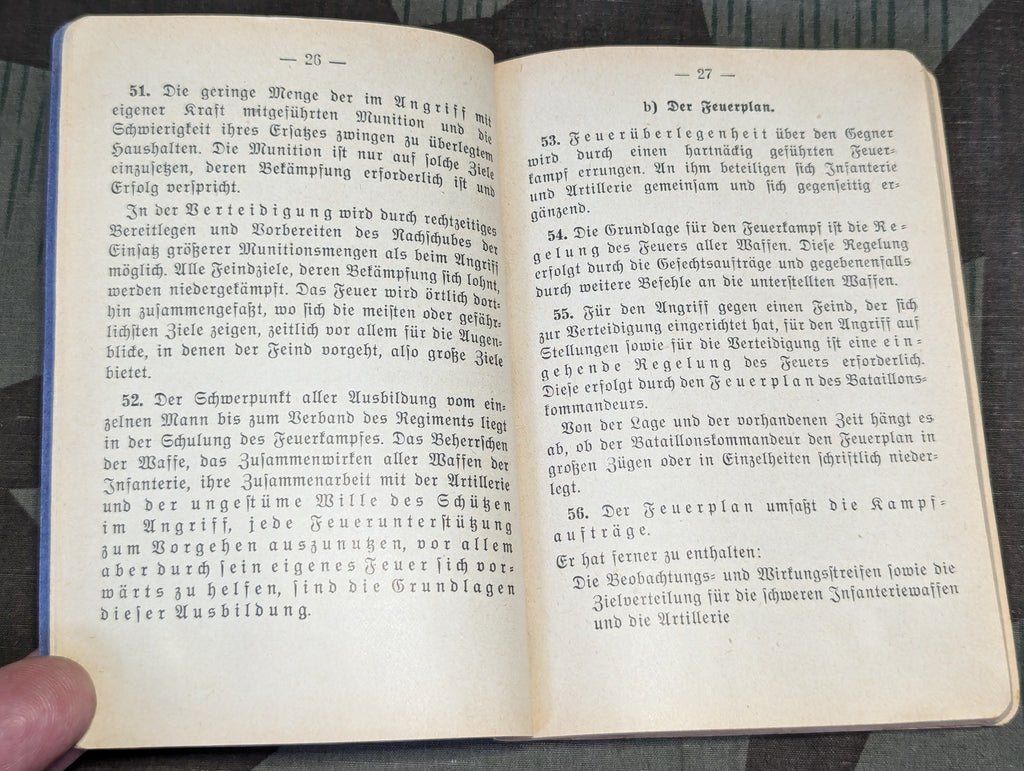 — 26 —
51. Die geringe Menge der im Angriff mit
eigener Kraft mitgeführten Munition und die
Schwierigkeit ihres Ersatzes zwingen zu überlegtem
Haushalten. Die Munition ist nur auf solche Ziele
einzusetzen, deren Bekämpfung erforderlich ist und
Erfolg verspricht.
In der Verteidigung wird durch rechtzeitiges
Bereitlegen und Vorbereiten des Nachschubes der
Einsatz größerer Munitionsmengen als beim Angriff
möglich. Alle Feindziele, deren Bekämpfung sich lohnt,
werden niedergekämpft. Das Feuer wird örtlich dort-
hin zusammengefaßt, wo sich die meisten oder gefähr-
lichsten Ziele zeigen, zeitlich vor allem für die Augen-
blicke, in denen der Feind vorgeht, also große Ziele
bietet.
52. Der Schwerpunkt aller Ausbildung vom ein-
zelnen Mann bis zum Verband des Regiments liegt
in der Schulung des Feuerkampfes. Das Beherrschen
der Waffe, das Zusammenwirken aller Waffen der
Infanterie, ihre Zusammenarbeit mit der Artillerie
und der ungestüme Wille des Schützen
im Angriff, jede Feuerunterstützung
zum Vorgehen auszunutzen, vor allem
aber durch sein eigenes Feuer sich vor-
wärts zu helfen, sind die Grundlagen
dieser Ausbildung.
— 27 —
b) Der Feuerplan.
53. Feuerüberlegenheit über den Gegner
wird durch einen hartnäckig geführten Feuer-
kampf errungen. An ihm beteiligen sich Infanterie
und Artillerie gemeinsam und sich gegenseitig er-
gänzend.
54. Die Grundlage für den Feuerkampf ist die Re-
gelung des Feuers aller Waffen. Diese Regelung
erfolgt durch die Gefechtsaufträge und gegebenenfalls
durch weitere Befehle an die unterstellten Waffen.
55. Für den Angriff gegen einen Feind, der sich
zur Verteidigung eingerichtet hat, für den Angriff auf
Stellungen sowie für die Verteidigung ist eine ein-
gehende Regelung des Feuers erforderlich.
Diese erfolgt durch den Feuerplan des Bataillons-
kommandeurs.
Von der Lage und der vorhandenen Zeit hängt es
ab, ob der Bataillonskommandeur den Feuerplan in
großen Zügen oder in Einzelheiten schriftlich nieder-
legt.
56. Der Feuerplan umfaßt die Kampf-
aufträge.
Er hat ferner zu enthalten:
Die Beobachtungs- und Wirkungsstreifen sowie die
Zielverteilung für die schweren Infanteriewaffen
und die Artillerie